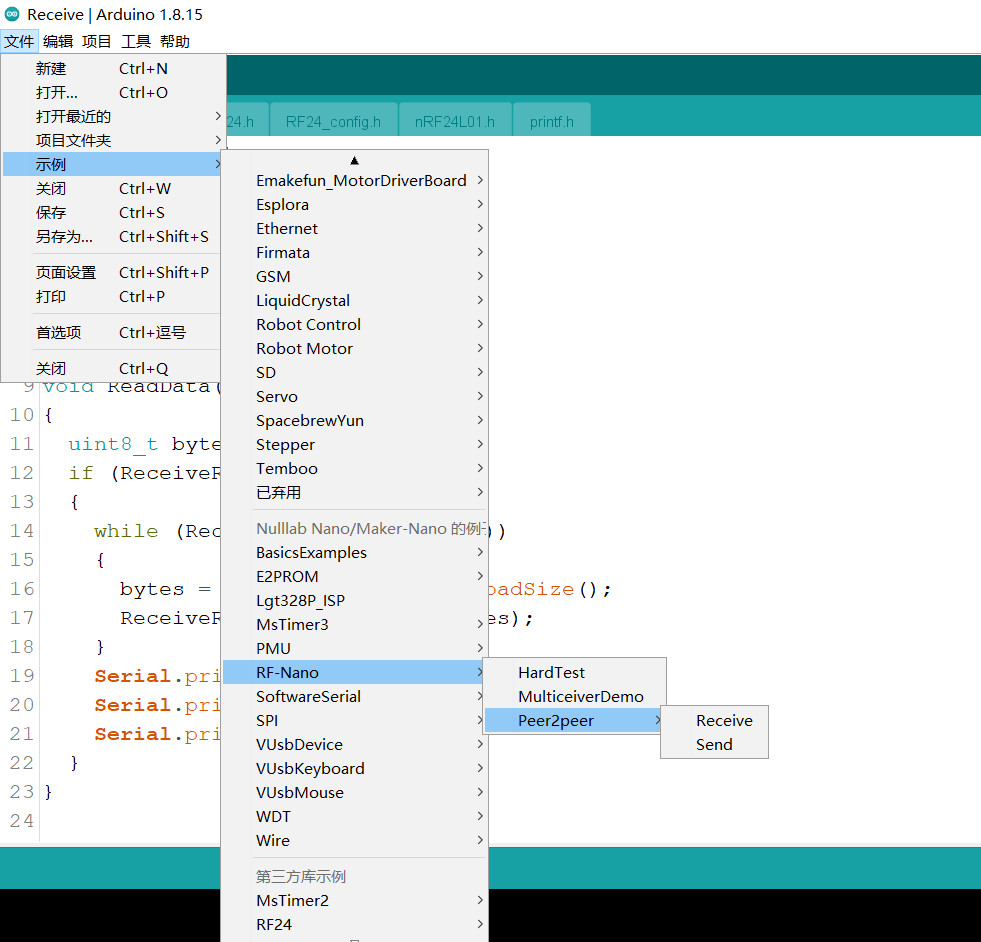 Receive | Arduino 1.8.15
文件 编辑 项目 工具 帮助
新建 Ctrl+N
打开... Ctrl+O
打开最近的
项目文件夹
示例
关闭 Ctrl+W
保存 Ctrl+S
另存为... Ctrl+Shift+S
页面设置 Ctrl+Shift+P
打印 Ctrl+P
首选项 Ctrl+逗号
关闭 Ctrl+Q
24.h RF24_config.h nRF24L01.h printf.h
Emakefun_MotorDriverBoard
Esplora
Ethernet
Firmata
GSM
LiquidCrystal
Robot Control
Robot Motor
SD
Servo
SpacebrewYun
Stepper
Temboo
已弃用
Nulllab Nano/Maker-Nano 的例
BasicsExamples
E2PROM
Lgt328P_ISP
MsTimer3
PMU
RF-Nano
SoftwareSerial
SPI
VUsbDevice
VUsbKeyboard
VUsbMouse
WDT
Wire
第三方库示例
MsTimer2
RF24
HardTest
MulticeiverDemo
Peer2peer
Receive
Send
9 void ReadData(
10 {
11 uint8_t byte
12 if (ReceiveR
13 {
14 while (Rec ))
15 {
16 bytes = oadSize();
17 ReceiveR es);
18 }
19 Serial.pri
20 Serial.pri
21 Serial.pri
22 }
23 }
24